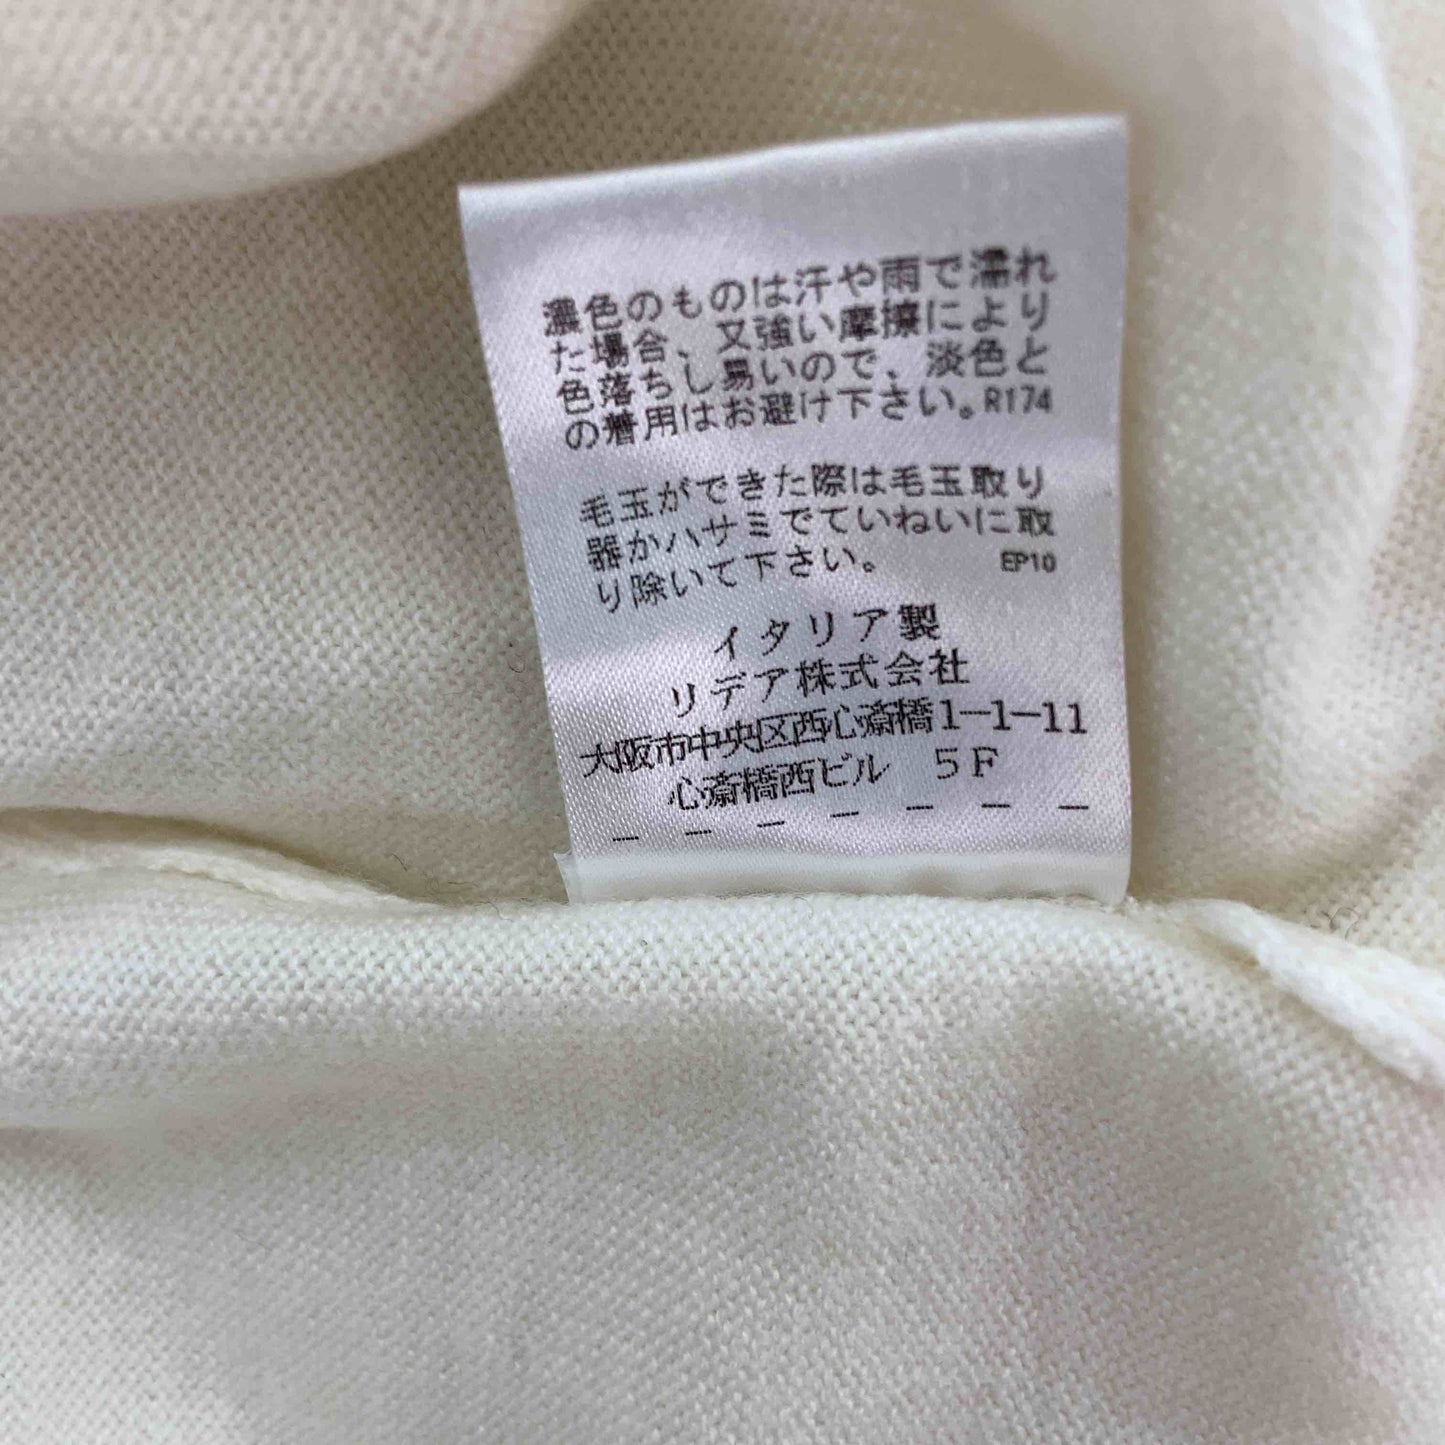 濃色のものは汗や雨で濡れ
た場合、又強い摩擦により
色落ちし易いので、淡色と
の着用はお避け下さい。R174
毛玉ができた際は毛玉取り
器かハサミでていねいに取
り除いて下さい。 EP10
イタリア製
リデア株式会社
大阪市中央区西心斎橋1-1-11
心斎橋西ビル 5F